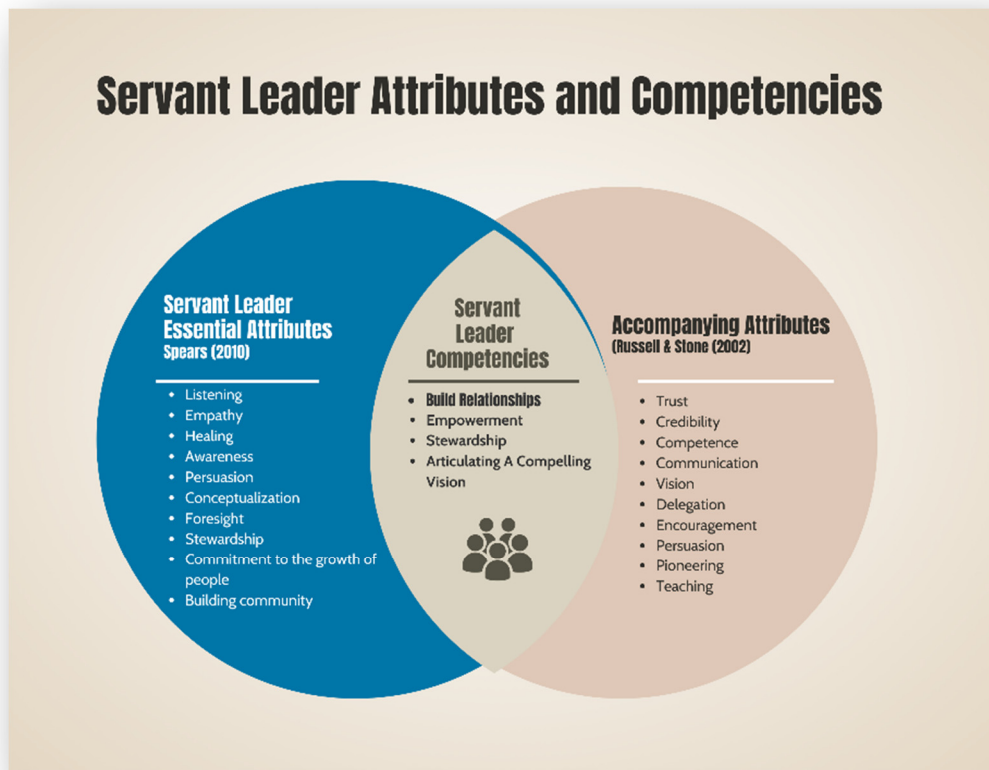 Servant Leader Attributes and Competencies
Servant Leader
Essential Attributes
Spears (2010)
• Listening
• Empathy
• Healing
• Awareness
• Persuasion
• Conceptualization
• Foresight
• Stewardship
• Commitment to the growth of
people
• Building community
Servant
Leader
Competencies
• Build Relationships
• Empowerment
• Stewardship
• Articulating A Compelling
Vision
Accompanying Attributes
(Russell & Stone (2002)
• Trust
• Credibility
• Competence
• Communication
• Vision
• Delegation
• Encouragement
• Persuasion
• Pioneering
• Teaching